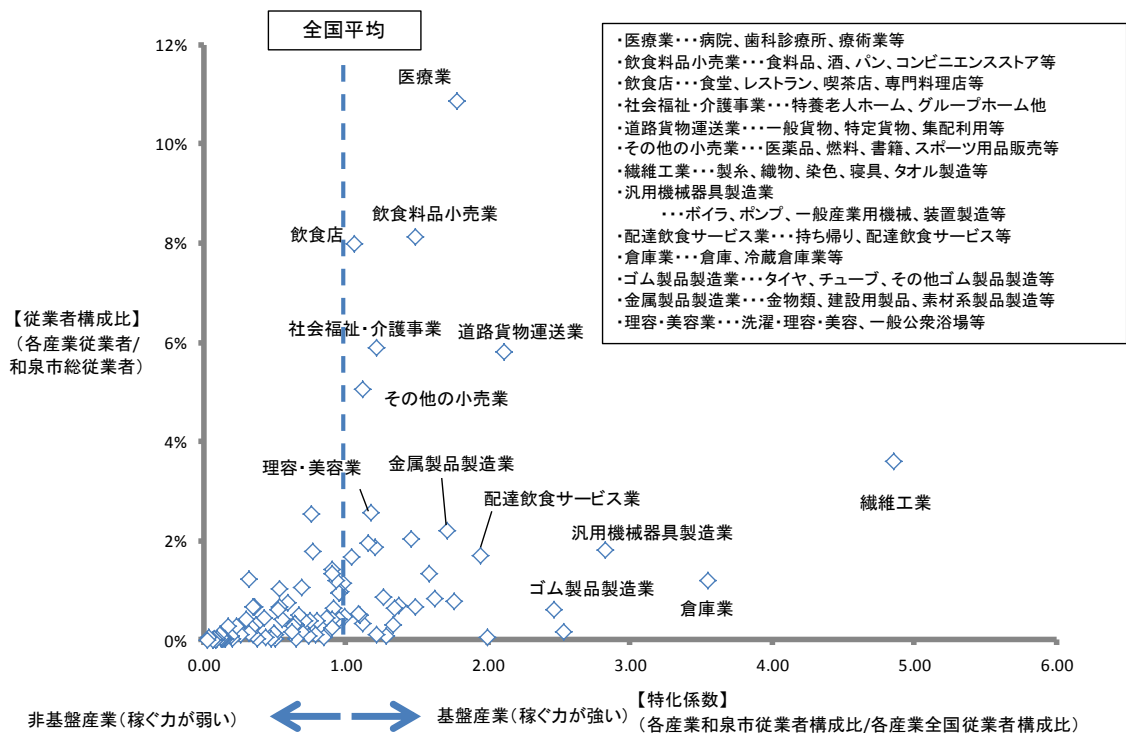 全国平均
・医療業・・・病院、歯科診療所、療術業等
・飲食料品小売業・・・食料品、酒、パン、コンビニエンスストア等
・飲食店・・・食堂、レストラン、喫茶店、専門料理店等
・社会福祉・介護事業・・・特養老人ホーム、グループホーム他
・道路貨物運送業・・・一般貨物、特定貨物、集配利用等
・その他の小売業・・・医薬品、燃料、書籍、スポーツ用品販売等
・繊維工業・・・製糸、織物、染色、寝具、タオル製造等
・汎用機械器具製造業
・・・ボイラ、ポンプ、一般産業用機械、装置製造等
・配達飲食サービス業・・・持ち帰り、配達飲食サービス等
・倉庫業・・・倉庫、冷蔵倉庫業等
・ゴム製品製造業・・・タイヤ、チューブ、その他ゴム製品製造等
・金属製品製造業・・・金物類、建設用製品、素材系製品製造等
・理容・美容業・・・洗濯・理容・美容、一般公衆浴場等
12%
10%
8%
6%
4%
2%
0%
【従業者構成比】
（各産業従業者/
和泉市総従業者）
医療業
飲食料品小売業
飲食店
社会福祉・介護事業
道路貨物運送業
その他の小売業
理容・美容業
金属製品製造業
配達飲食サービス業
繊維工業
汎用機械器具製造業
ゴム製品製造業
倉庫業
0.00 1.00 2.00 3.00 4.00 5.00 6.00
【特化係数】
（各産業和泉市従業者構成比/各産業全国従業者構成比）
非基盤産業（稼ぐ力が弱い）
基盤産業（稼ぐ力が強い）